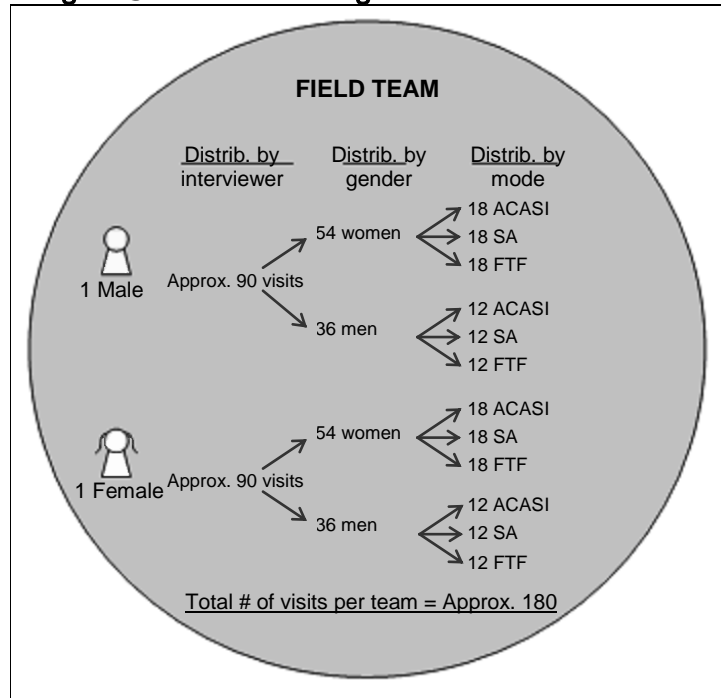 FIELD TEAM
Distrib. by
interviewer
Distrib. by
gender
Distrib. by
mode
1 Male
Approx. 90 visits
54 women
18 ACASI
18 SA
18 FTF
36 men
12 ACASI
12 SA
12 FTF
1 Female
Approx. 90 visits
54 women
18 ACASI
18 SA
18 FTF
36 men
12 ACASI
12 SA
12 FTF
Total # of visits per team = Approx. 180